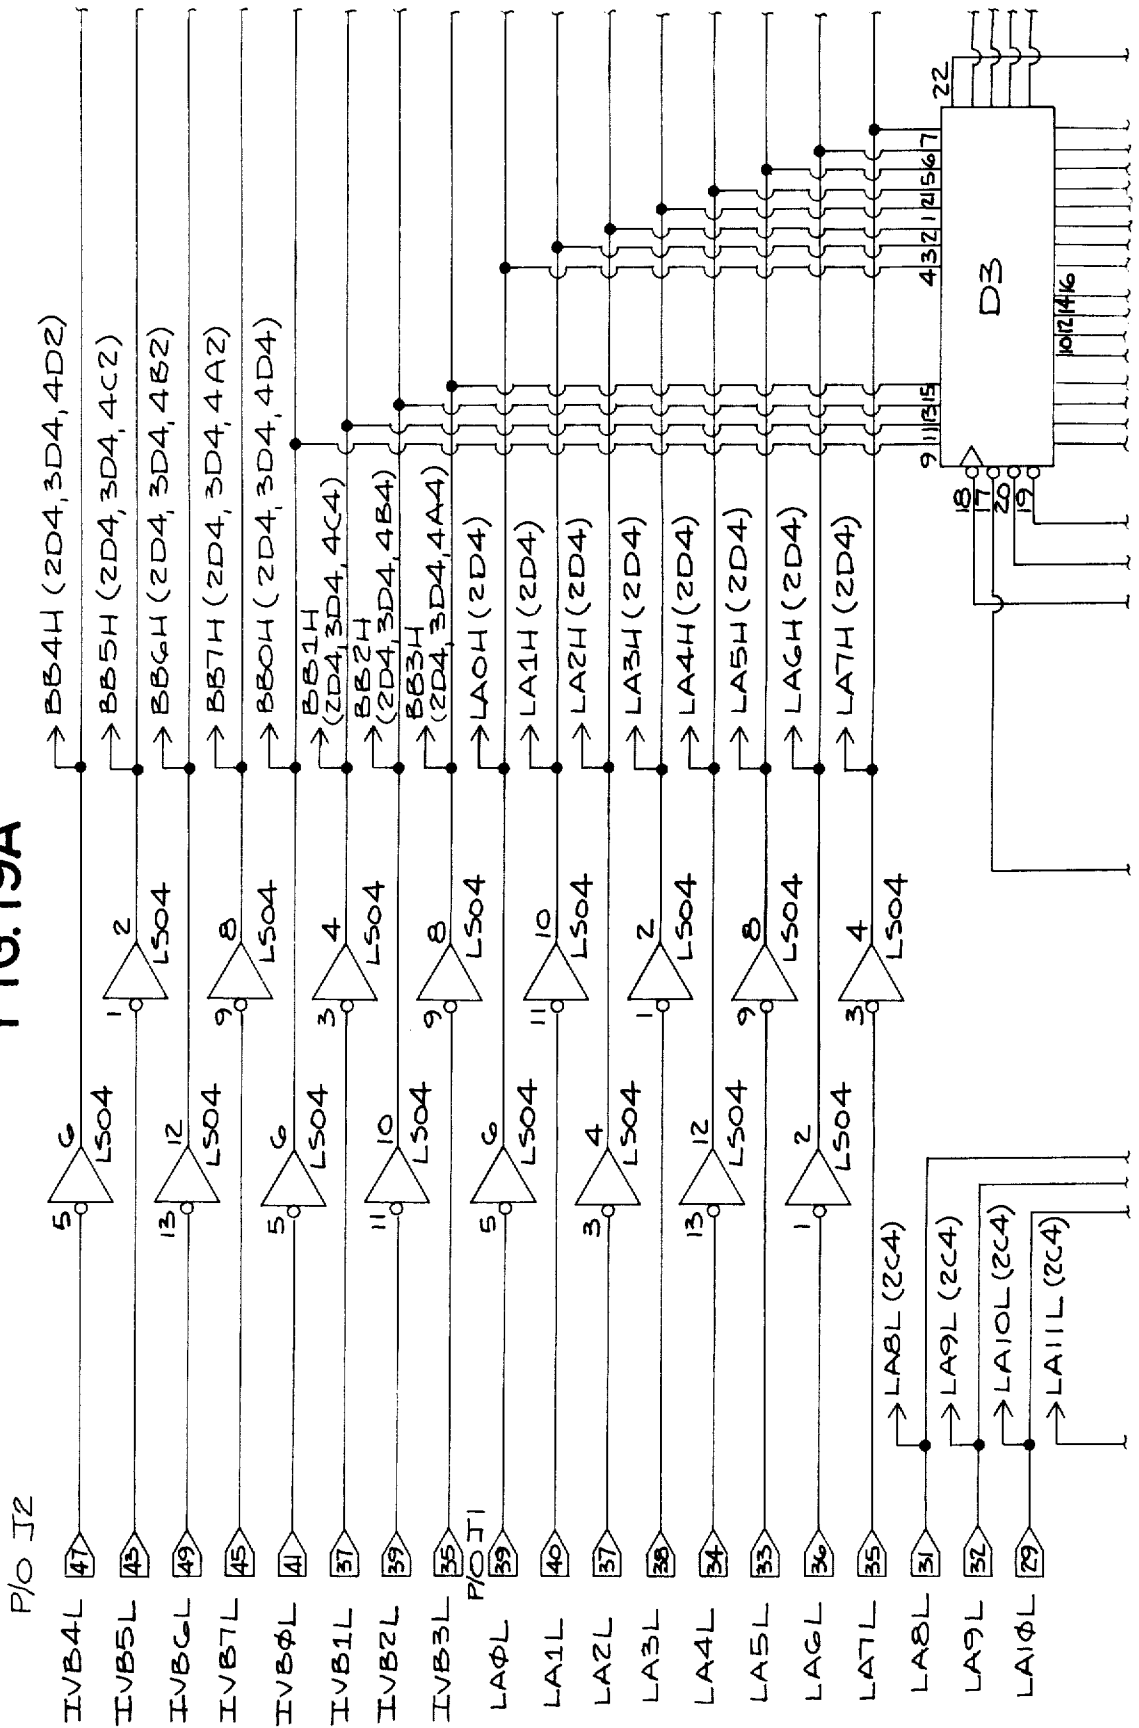 FIG. 19A
P/O J2
IVB4L 47 5 6 LS04 BB4H (2D4, 3D4, 4D2)
IVB5L 43 1 2 LS04 BB5H (2D4, 3D4, 4C2)
IVB6L 49 13 12 LS04 BB6H (2D4, 3D4, 4B2)
IVB7L 45 9 8 LS04 BB7H (2D4, 3D4, 4A2)
IVBØL 41 5 6 LS04 BB0H (2D4, 3D4, 4D4)
IVB1L 37 3 4 LS04 BB1H
(2D4, 3D4, 4C4)
IVB2L 39 11 10 LS04 BB2H
(2D4, 3D4, 4B4)
IVB3L 35 9 8 LS04 BB3H
(2D4, 3D4, 4A4)
P/O J1
LAØL 39 5 6 LS04 LA0H (2D4)
LA1L 40 11 10 LS04 LA1H (2D4)
LA2L 37 3 4 LS04 LA2H (2D4)
LA3L 38 1 2 LS04 LA3H (2D4)
LA4L 34 13 12 LS04 LA4H (2D4)
LA5L 33 9 8 LS04 LA5H (2D4)
LA6L 36 1 2 LS04 LA6H (2D4)
LA7L 35 3 4 LS04 LA7H (2D4)
LA8L 31 LA8L (2C4)
LA9L 32 LA9L (2C4)
LA1ØL 29 LA10L (2C4)
LA11L (2C4)
9 11 13 15 4 3 2 1 21 5 6 7 22
18
17
20
19
D3
10 12 14 16